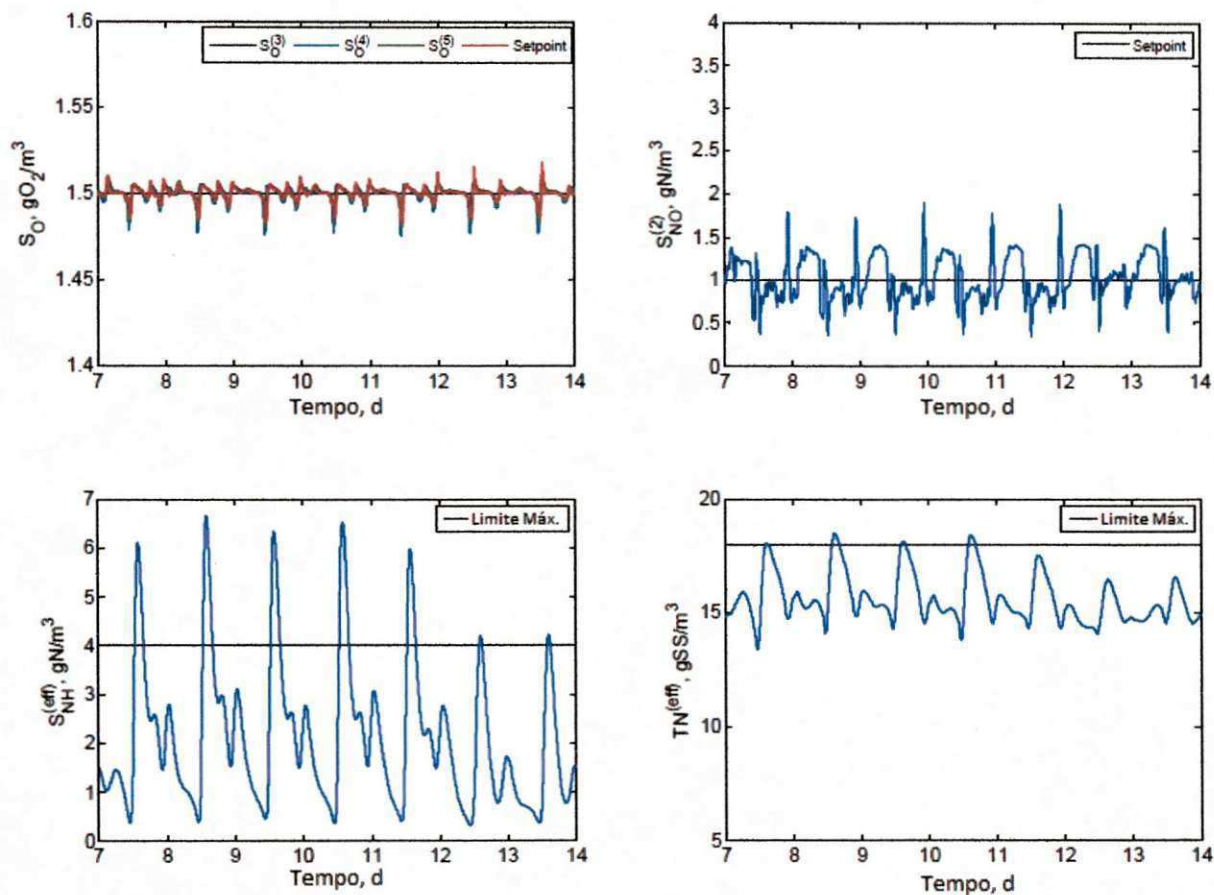 1.6
1.55
1.5
1.45
1.4
S_O, gO_2/m^3
S_O^(3) S_O^(4) S_O^(5) Setpoint
7 8 9 10 11 12 13 14
Tempo, d
4
3.5
3
2.5
2
1.5
1
0.5
0
S_NO^(2), gN/m^3
Setpoint
7 8 9 10 11 12 13 14
Tempo, d
7
6
5
4
3
2
1
0
S_NH^(eff), gN/m^3
Limite Máx.
7 8 9 10 11 12 13 14
Tempo, d
20
15
10
5
TN^(eff), gSS/m^3
Limite Máx.
7 8 9 10 11 12 13 14
Tempo, d